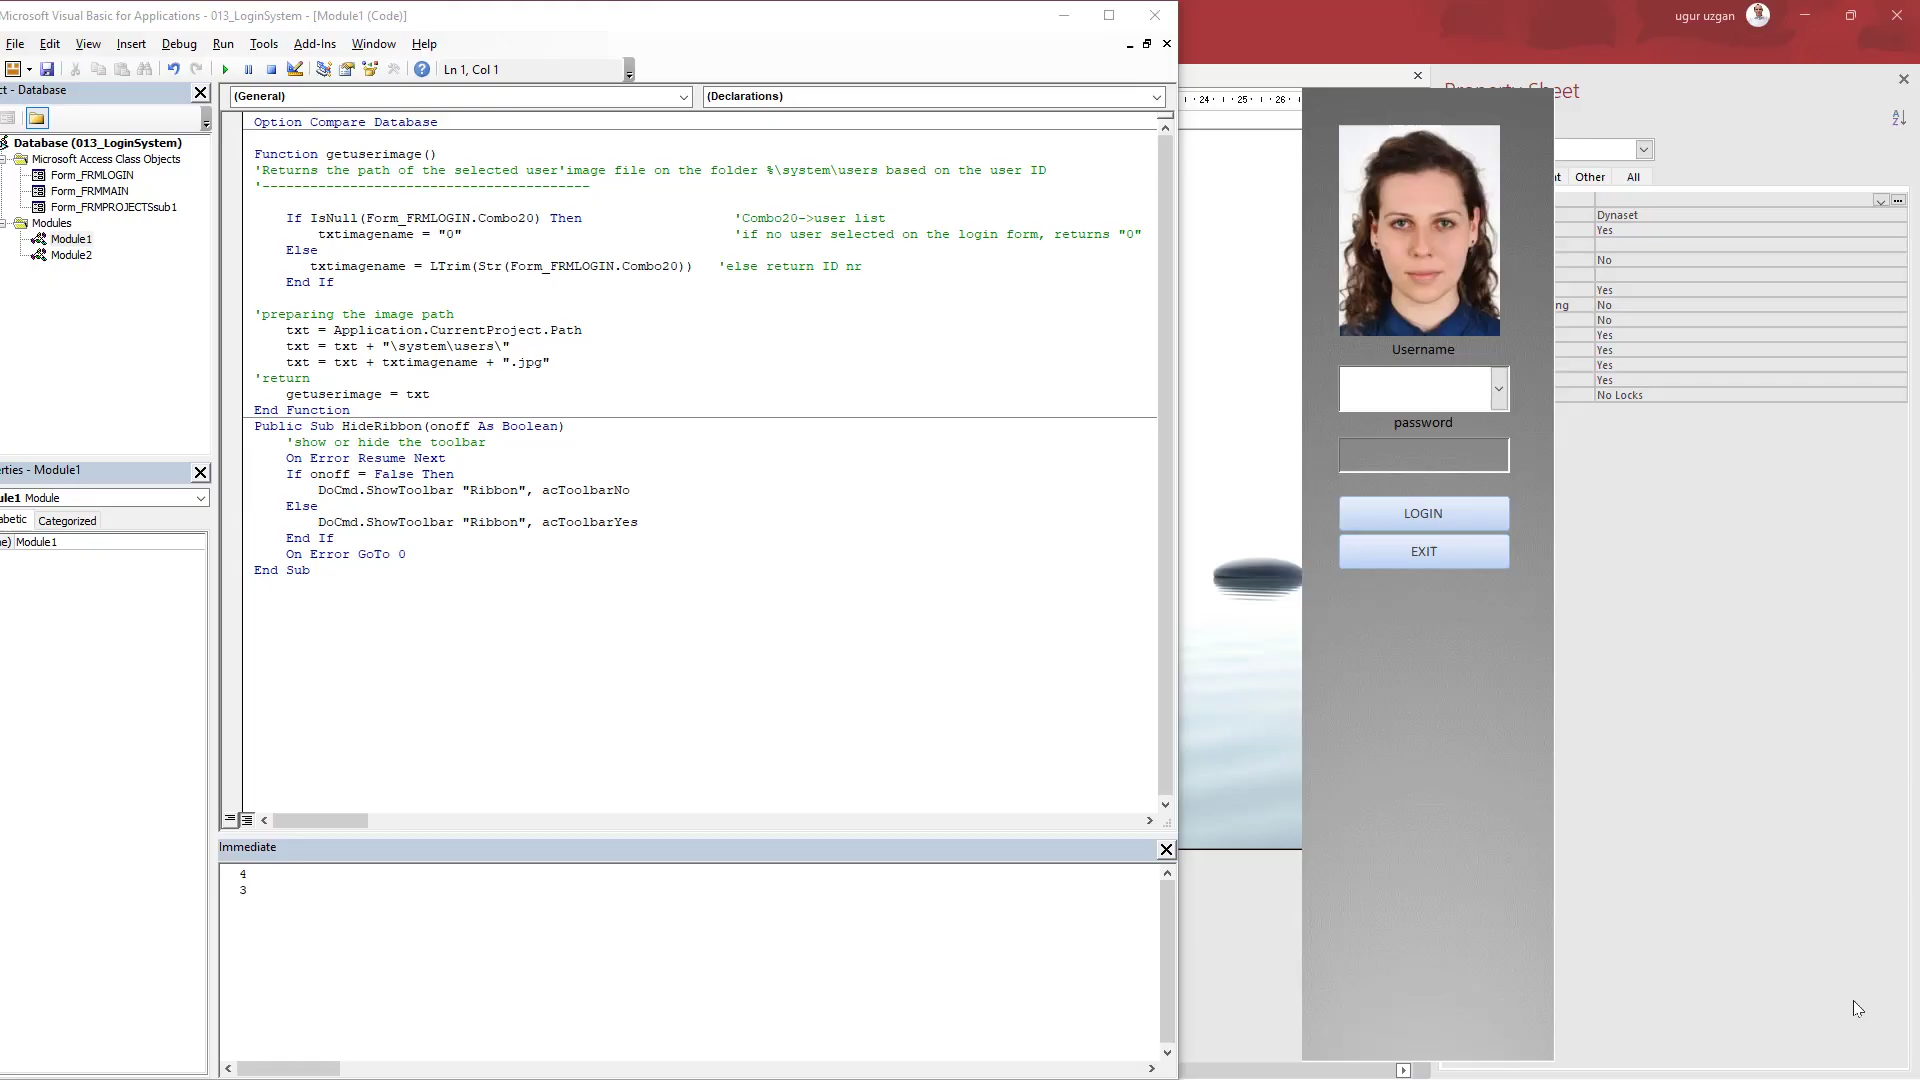 Microsoft Visual Basic for Applications - 013_LoginSystem - [Module1 (Code)]
ugur uzgan
File Edit View Insert Debug Run Tools Add-Ins Window Help
Ln 1, Col 1
ct - Database
(General) (Declarations)
Database (013_LoginSystem)
Microsoft Access Class Objects
Form_FRMLOGIN
Form_FRMMAIN
Form_FRMPROJECTSsub1
Modules
Module1
Module2
erties - Module1
ule1 Module
abetic Categorized
e) Module1
Option Compare Database
Function getuserimage()
'Returns the path of the selected user'image file on the folder %\system\users based on the user ID
'------------------------------------------
If IsNull(Form_FRMLOGIN.Combo20) Then 'Combo20->user list
txtimagename = "0" 'if no user selected on the login form, returns "0"
Else
txtimagename = LTrim(Str(Form_FRMLOGIN.Combo20)) 'else return ID nr
End If
'preparing the image path
txt = Application.CurrentProject.Path
txt = txt + "\system\users\"
txt = txt + txtimagename + ".jpg"
'return
getuserimage = txt
End Function
Public Sub HideRibbon(onoff As Boolean)
'show or hide the toolbar
On Error Resume Next
If onoff = False Then
DoCmd.ShowToolbar "Ribbon", acToolbarNo
Else
DoCmd.ShowToolbar "Ribbon", acToolbarYes
End If
On Error GoTo 0
End Sub
Immediate
4
3
24 25 26
Username
password
LOGIN
EXIT
Property Sheet
nt Other All
Dynaset
Yes
No
Yes
ng No
No
Yes
Yes
Yes
Yes
No Locks